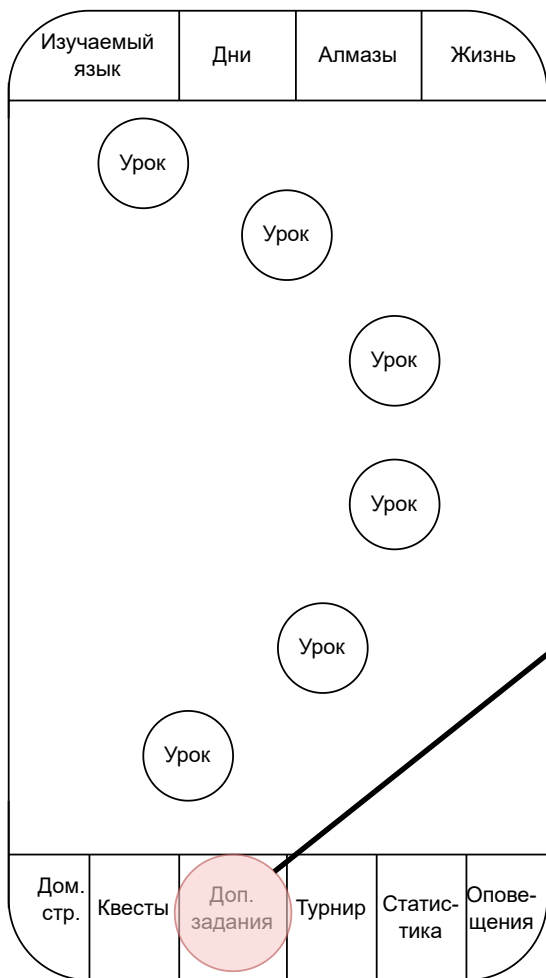 Изучаемый
язык
Дни
Алмазы
Жизнь
Урок
Урок
Урок
Урок
Урок
Урок
Дом.
стр.
Квесты
Доп.
задания
Турнир
Статис-
тика
Опове-
щения